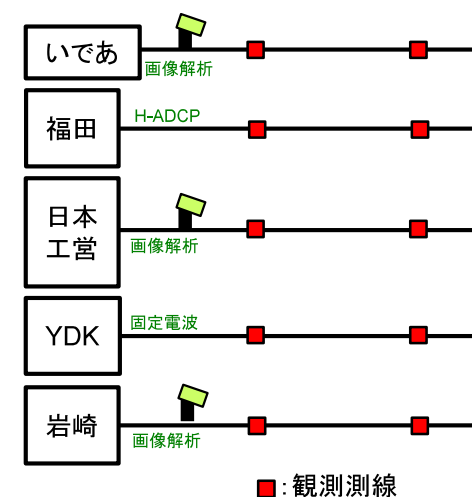 いであ
画像解析
福田
H-ADCP
日本
工営
画像解析
YDK
固定電波
岩崎
画像解析
:観測測線